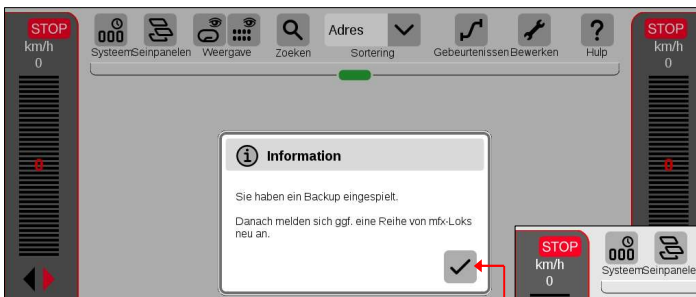 STOP
km/h
0
0
Systeem Seinpanelen Weergave Zoeken Adres Sortering Gebeurtenissen Bewerken Hulp
STOP
km/h
0
0
Information
Sie haben ein Backup eingespielt.
Danach melden sich ggf. eine Reihe von mfx-Loks
neu an.
STOP
km/h
0
Systeem Seinpanele